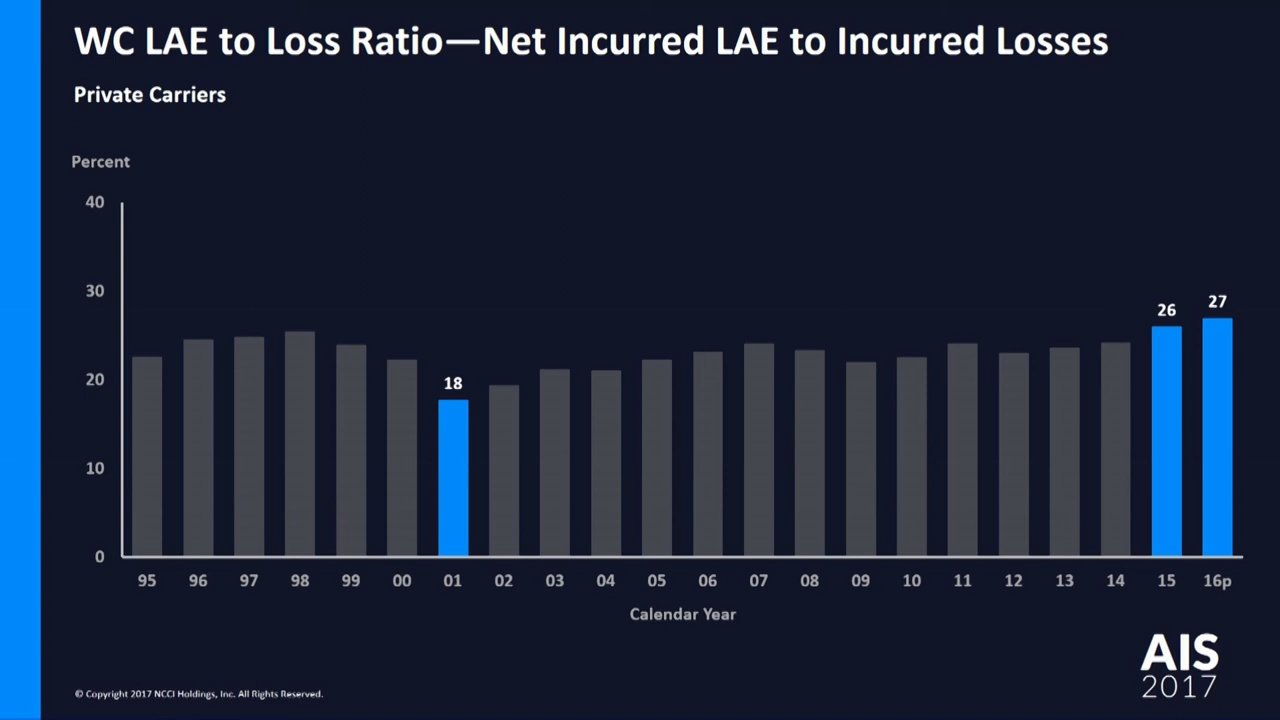 WC LAE to Loss Ratio—Net Incurred LAE to Incurred Losses
Private Carriers
Percent
40
30
20
10
0
18
26
27
95 96 97 98 99 00 01 02 03 04 05 06 07 08 09 10 11 12 13 14 15 16p
Calendar Year
AIS
2017
© Copyright 2017 NCCI Holdings, Inc. All Rights Reserved.